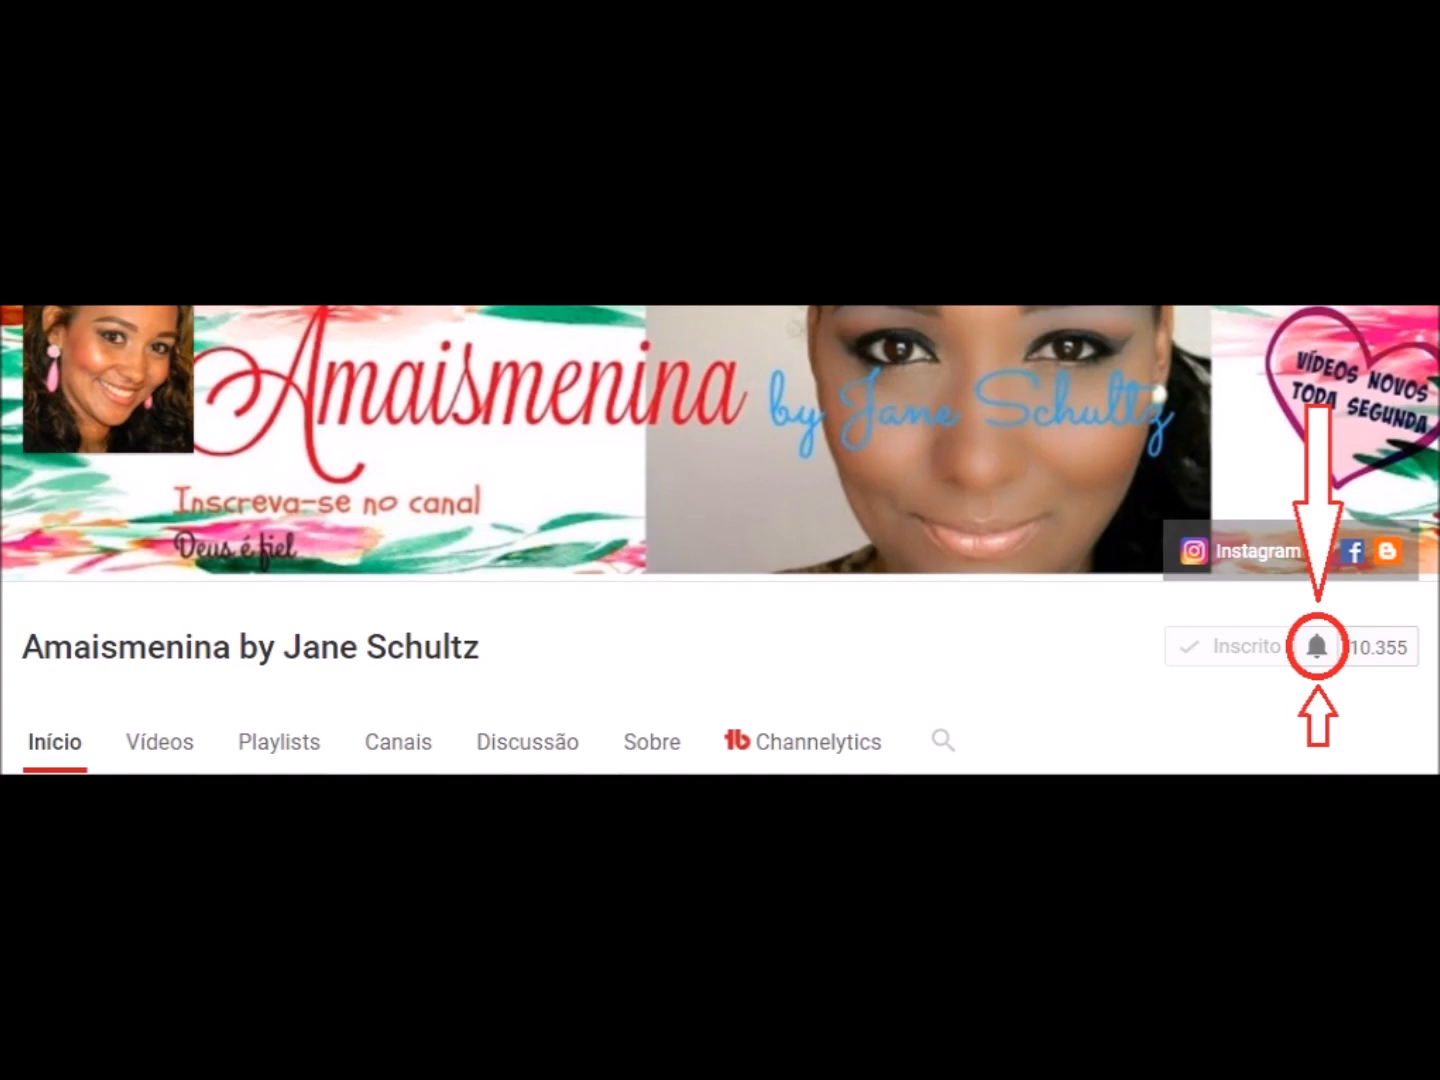 Amaismenina by Jane Schultz
VÍDEOS NOVOS
TODA SEGUNDA
Inscreva-se no canal
Deus é fiel
Instagram
Amaismenina by Jane Schultz
Inscrito 10.355
Início Vídeos Playlists Canais Discussão Sobre Channelytics